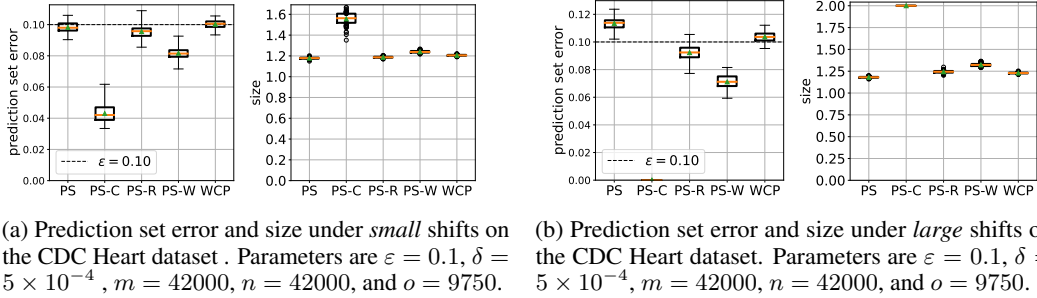 prediction set error
0.10
0.08
0.06
0.04
0.02
0.00
ε = 0.10
PS PS-C PS-R PS-W WCP
size
1.6
1.4
1.2
1.0
0.8
0.6
0.4
0.2
0.0
PS PS-C PS-R PS-W WCP
(a) Prediction set error and size under small shifts on
the CDC Heart dataset . Parameters are ε = 0.1, δ =
5 × 10⁻⁴ , m = 42000, n = 42000, and o = 9750.
prediction set error
0.12
0.10
0.08
0.06
0.04
0.02
0.00
ε = 0.10
PS PS-C PS-R PS-W WCP
size
2.00
1.75
1.50
1.25
1.00
0.75
0.50
0.25
0.00
PS PS-C PS-R PS-W WCP
(b) Prediction set error and size under large shifts o
the CDC Heart dataset. Parameters are ε = 0.1, δ =
5 × 10⁻⁴, m = 42000, n = 42000, and o = 9750.